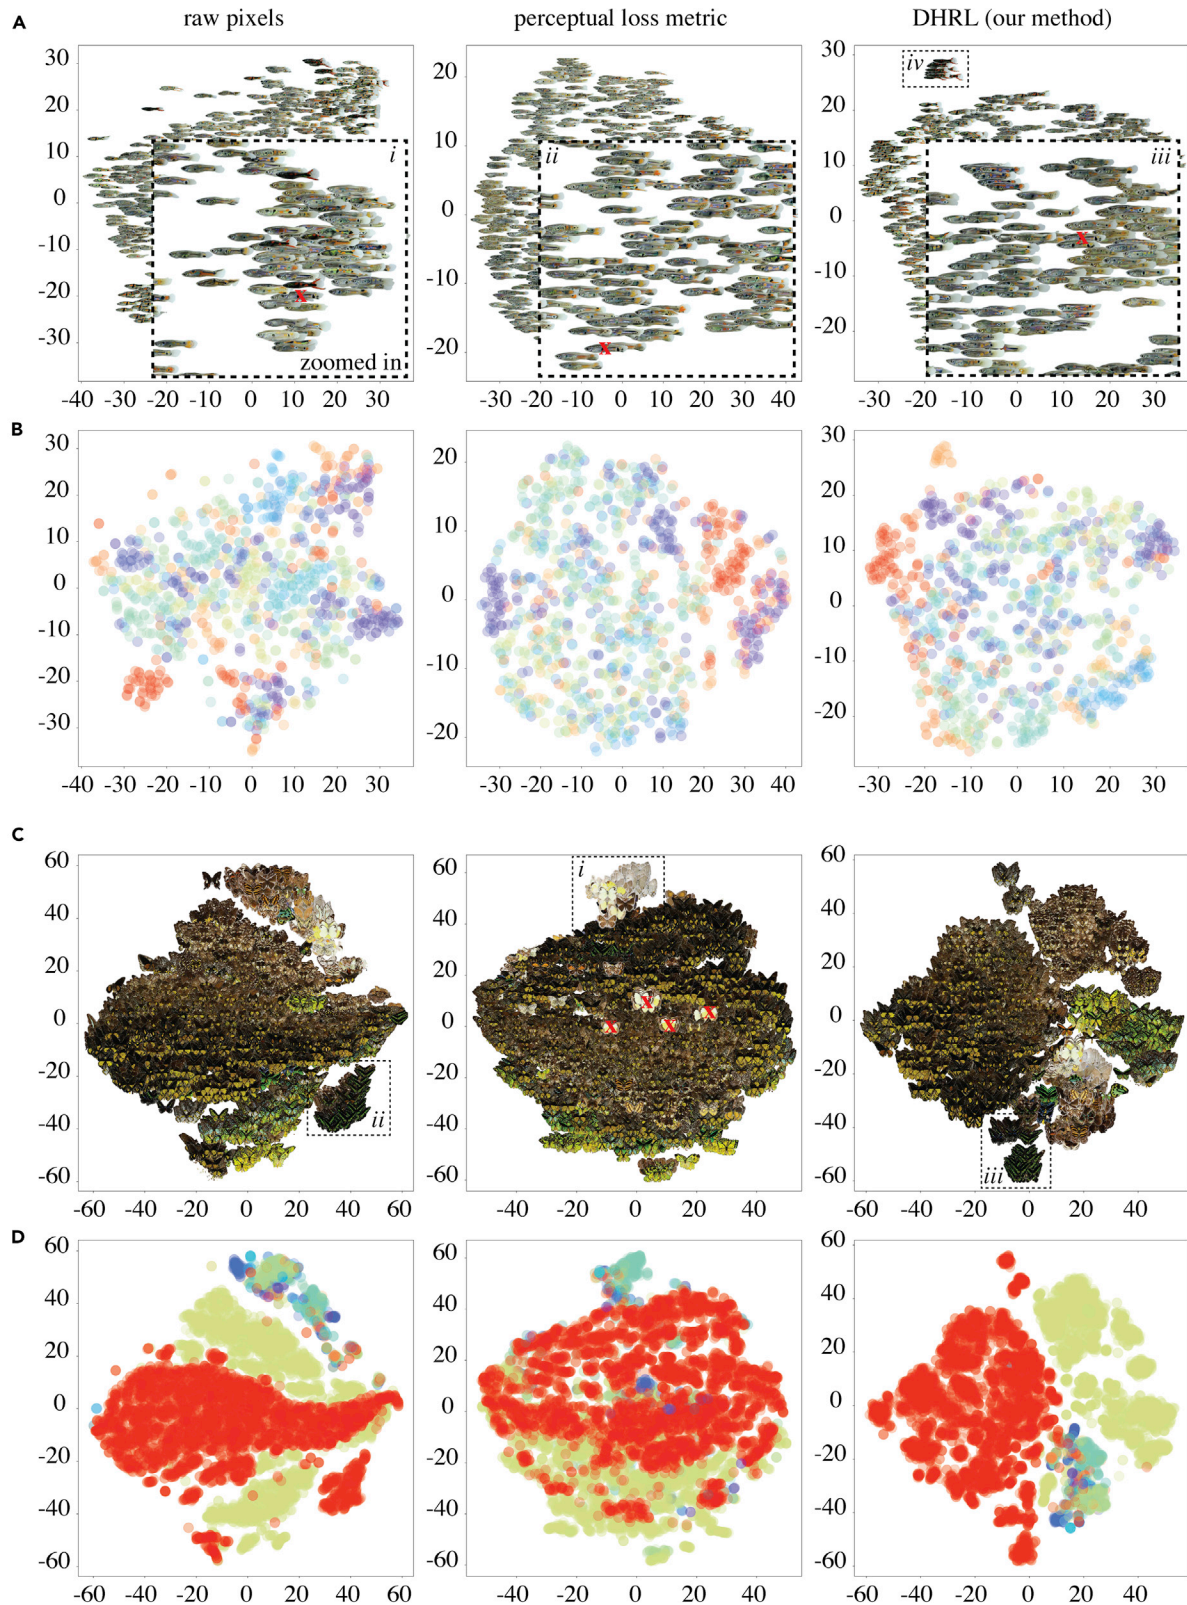 raw pixels
perceptual loss metric
DHRL (our method)
A
30
20
10
0
-10
-20
-30
i
x
zoomed in
-40 -30 -20 -10 0 10 20 30
20
10
0
-10
-20
ii
x
-30 -20 -10 0 10 20 30 40
30
20
10
0
-10
-20
iv
iii
x
-30 -20 -10 0 10 20 30
B
30
20
10
0
-10
-20
-30
-40 -30 -20 -10 0 10 20 30
20
10
0
-10
-20
-30 -20 -10 0 10 20 30 40
30
20
10
0
-10
-20
-30 -20 -10 0 10 20 30
C
60
40
20
0
-20
-40
-60
ii
-60 -40 -20 0 20 40 60
60
40
20
0
-20
-40
-60
i
x
x
x
x
-40 -20 0 20 40
60
40
20
0
-20
-40
-60
iii
-60 -40 -20 0 20 40
D
60
40
20
0
-20
-40
-60
-60 -40 -20 0 20 40 60
60
40
20
0
-20
-40
-60
-40 -20 0 20 40
60
40
20
0
-20
-40
-60
-60 -40 -20 0 20 40